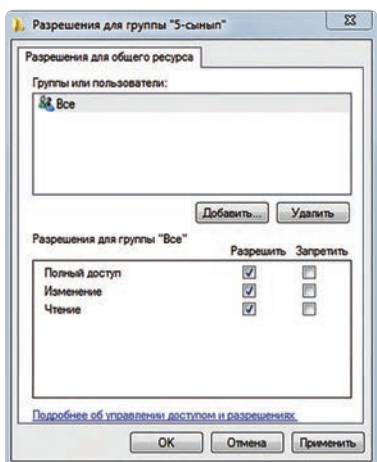 Разрешения для группы "5-сынып"
Разрешения для общего ресурса
Группы или пользователи:
Все
Добавить... Удалить
Разрешения для группы "Все"
Разрешить Запретить
Полный доступ
Изменение
Чтение
Подробнее об управлении доступом и разрешениях
OK Отмена Применить